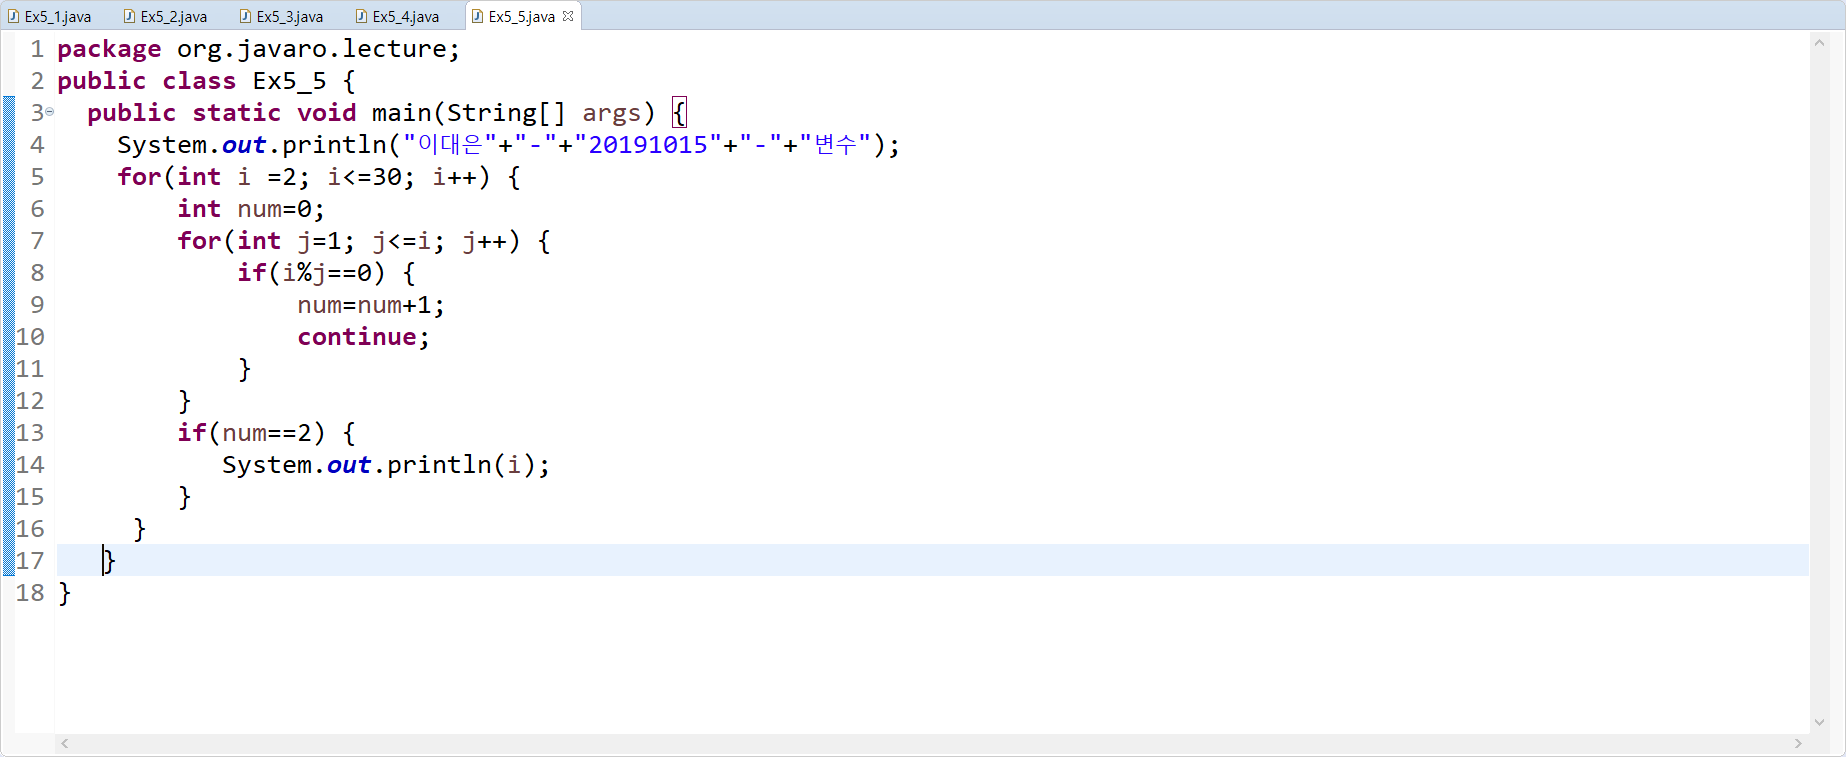 Ex5_1.java Ex5_2.java Ex5_3.java Ex5_4.java Ex5_5.java
1 package org.javaro.lecture;
2 public class Ex5_5 {
3 public static void main(String[] args) {
4 System.out.println("이대은"+"-"+"20191015"+"-"+"변수");
5 for(int i =2; i<=30; i++) {
6 int num=0;
7 for(int j=1; j<=i; j++) {
8 if(i%j==0) {
9 num=num+1;
10 continue;
11 }
12 }
13 if(num==2) {
14 System.out.println(i);
15 }
16 }
17 }
18 }